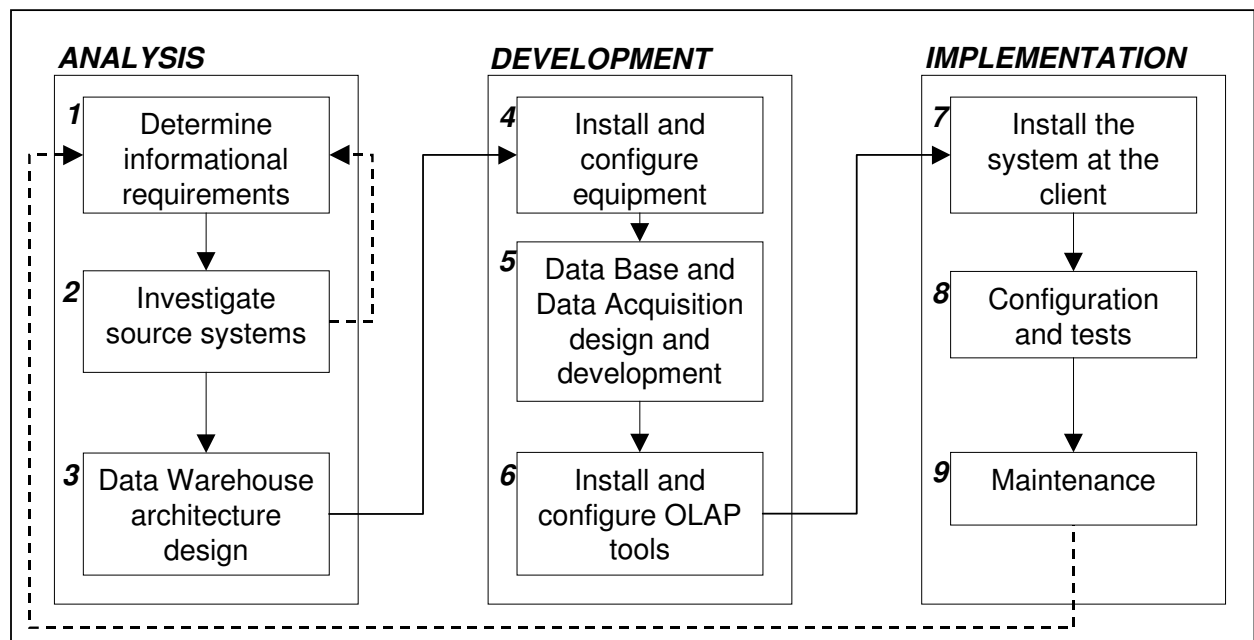 ANALYSIS
1
Determine
informational
requirements
2
Investigate
source systems
3
Data Warehouse
architecture
design
DEVELOPMENT
4
Install and
configure
equipment
5
Data Base and
Data Acquisition
design and
development
6
Install and
configure OLAP
tools
IMPLEMENTATION
7
Install the
system at the
client
8
Configuration
and tests
9
Maintenance